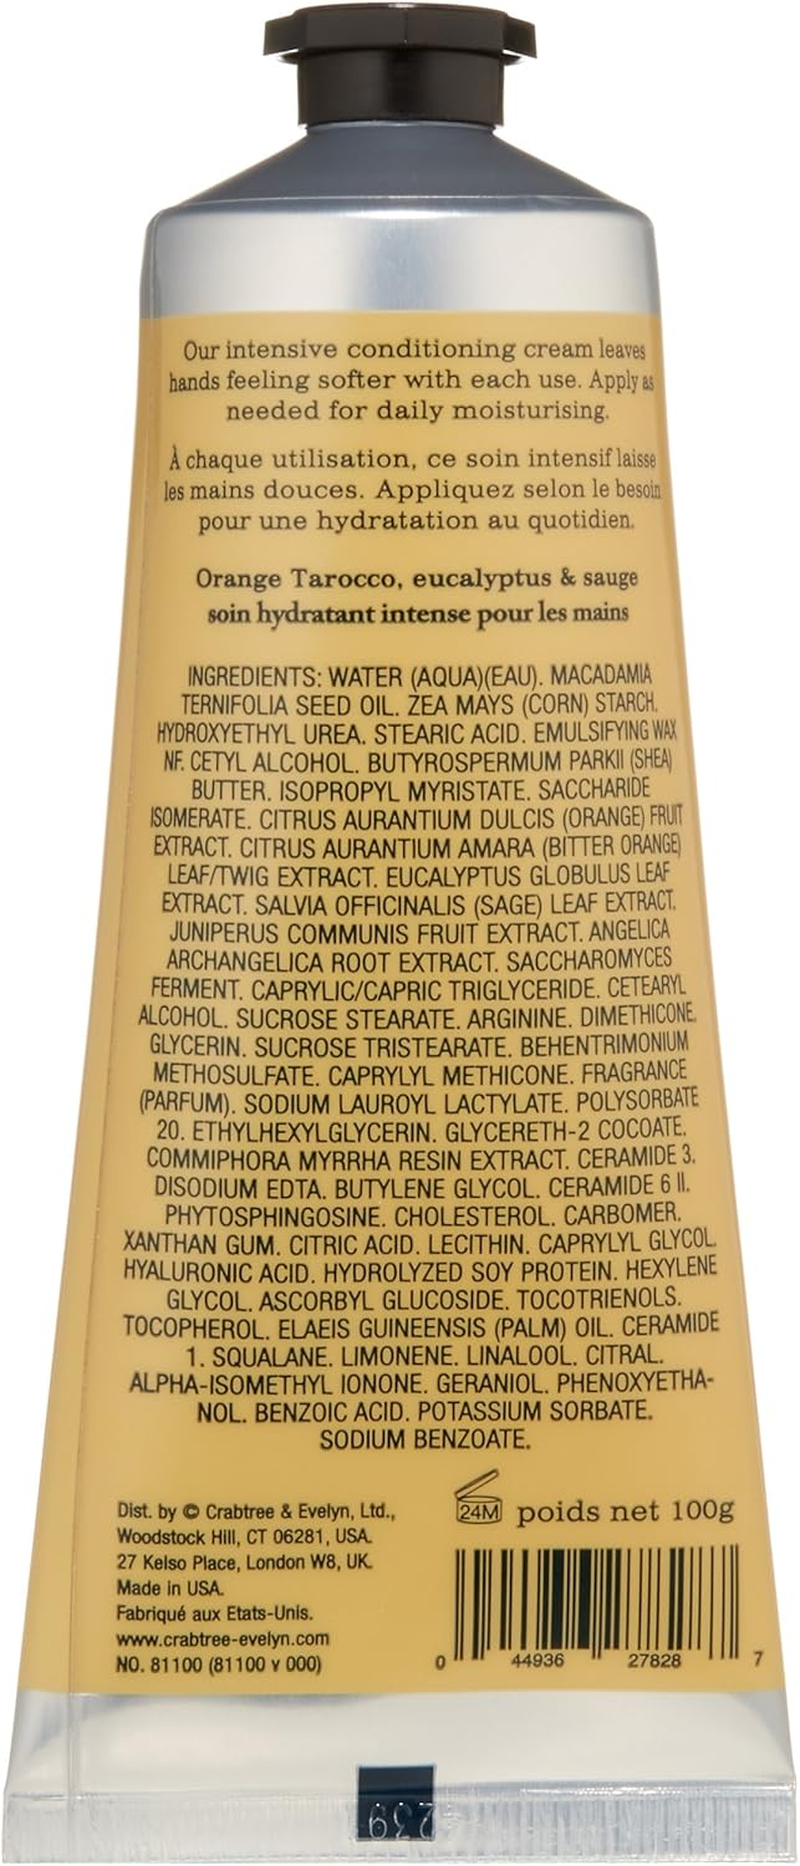 Our intensive conditioning cream leaves
hands feeling softer with each use. Apply as
needed for daily moisturising.
À chaque utilisation, ce soin intensif laisse
les mains douces. Appliquez selon le besoin
pour une hydratation au quotidien.
Orange Tarocco, eucalyptus & sauge
soin hydratant intense pour les mains
INGREDIENTS: WATER (AQUA)(EAU). MACADAMIA
TERNIFOLIA SEED OIL. ZEA MAYS (CORN) STARCH.
HYDROXYETHYL UREA. STEARIC ACID. EMULSIFYING WAX
NF. CETYL ALCOHOL. BUTYROSPERMUM PARKII (SHEA)
BUTTER. ISOPROPYL MYRISTATE. SACCHARIDE
ISOMERATE. CITRUS AURANTIUM DULCIS (ORANGE) FRUIT
EXTRACT. CITRUS AURANTIUM AMARA (BITTER ORANGE)
LEAF/TWIG EXTRACT. EUCALYPTUS GLOBULUS LEAF
EXTRACT. SALVIA OFFICINALIS (SAGE) LEAF EXTRACT.
JUNIPERUS COMMUNIS FRUIT EXTRACT. ANGELICA
ARCHANGELICA ROOT EXTRACT. SACCHAROMYCES
FERMENT. CAPRYLIC/CAPRIC TRIGLYCERIDE. CETEARYL
ALCOHOL. SUCROSE STEARATE. ARGININE. DIMETHICONE.
GLYCERIN. SUCROSE TRISTEARATE. BEHENTRIMONIUM
METHOSULFATE. CAPRYLYL METHICONE. FRAGRANCE
(PARFUM). SODIUM LAUROYL LACTYLATE. POLYSORBATE
20. ETHYLHEXYLGLYCERIN. GLYCERETH-2 COCOATE.
COMMIPHORA MYRRHA RESIN EXTRACT. CERAMIDE 3.
DISODIUM EDTA. BUTYLENE GLYCOL. CERAMIDE 6 II.
PHYTOSPHINGOSINE. CHOLESTEROL. CARBOMER.
XANTHAN GUM. CITRIC ACID. LECITHIN. CAPRYLYL GLYCOL.
HYALURONIC ACID. HYDROLYZED SOY PROTEIN. HEXYLENE
GLYCOL. ASCORBYL GLUCOSIDE. TOCOTRIENOLS.
TOCOPHEROL. ELAEIS GUINEENSIS (PALM) OIL. CERAMIDE
1. SQUALANE. LIMONENE. LINALOOL. CITRAL.
ALPHA-ISOMETHYL IONONE. GERANIOL. PHENOXYETHA-
NOL. BENZOIC ACID. POTASSIUM SORBATE.
SODIUM BENZOATE.
Dist. by © Crabtree & Evelyn, Ltd.,
Woodstock Hill, CT 06281, USA.
27 Kelso Place, London W8, UK.
Made in USA.
Fabriqué aux Etats-Unis.
www.crabtree-evelyn.com
NO. 81100 (81100 v 000)
24M poids net 100g
0 44936 27828 7